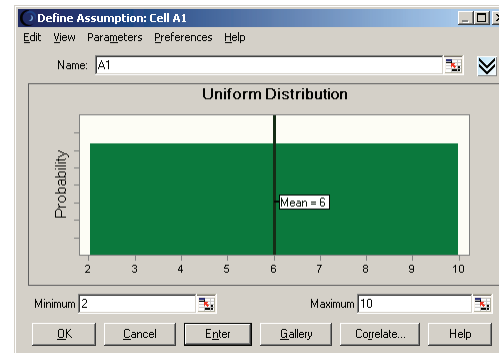 Define Assumption: Cell A1
Edit View Parameters Preferences Help
Name: A1
Uniform Distribution
Probability
Mean = 6
2 3 4 5 6 7 8 9 10
Minimum 2 Maximum 10
OK Cancel Enter Gallery Correlate... Help